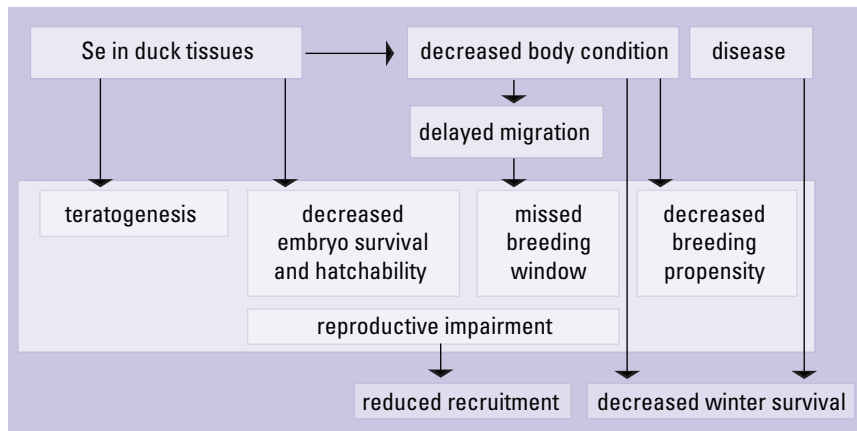 Se in duck tissues
decreased body condition
disease
delayed migration
teratogenesis
decreased
embryo survival
and hatchability
missed
breeding
window
decreased
breeding
propensity
reproductive impairment
reduced recruitment
decreased winter survival